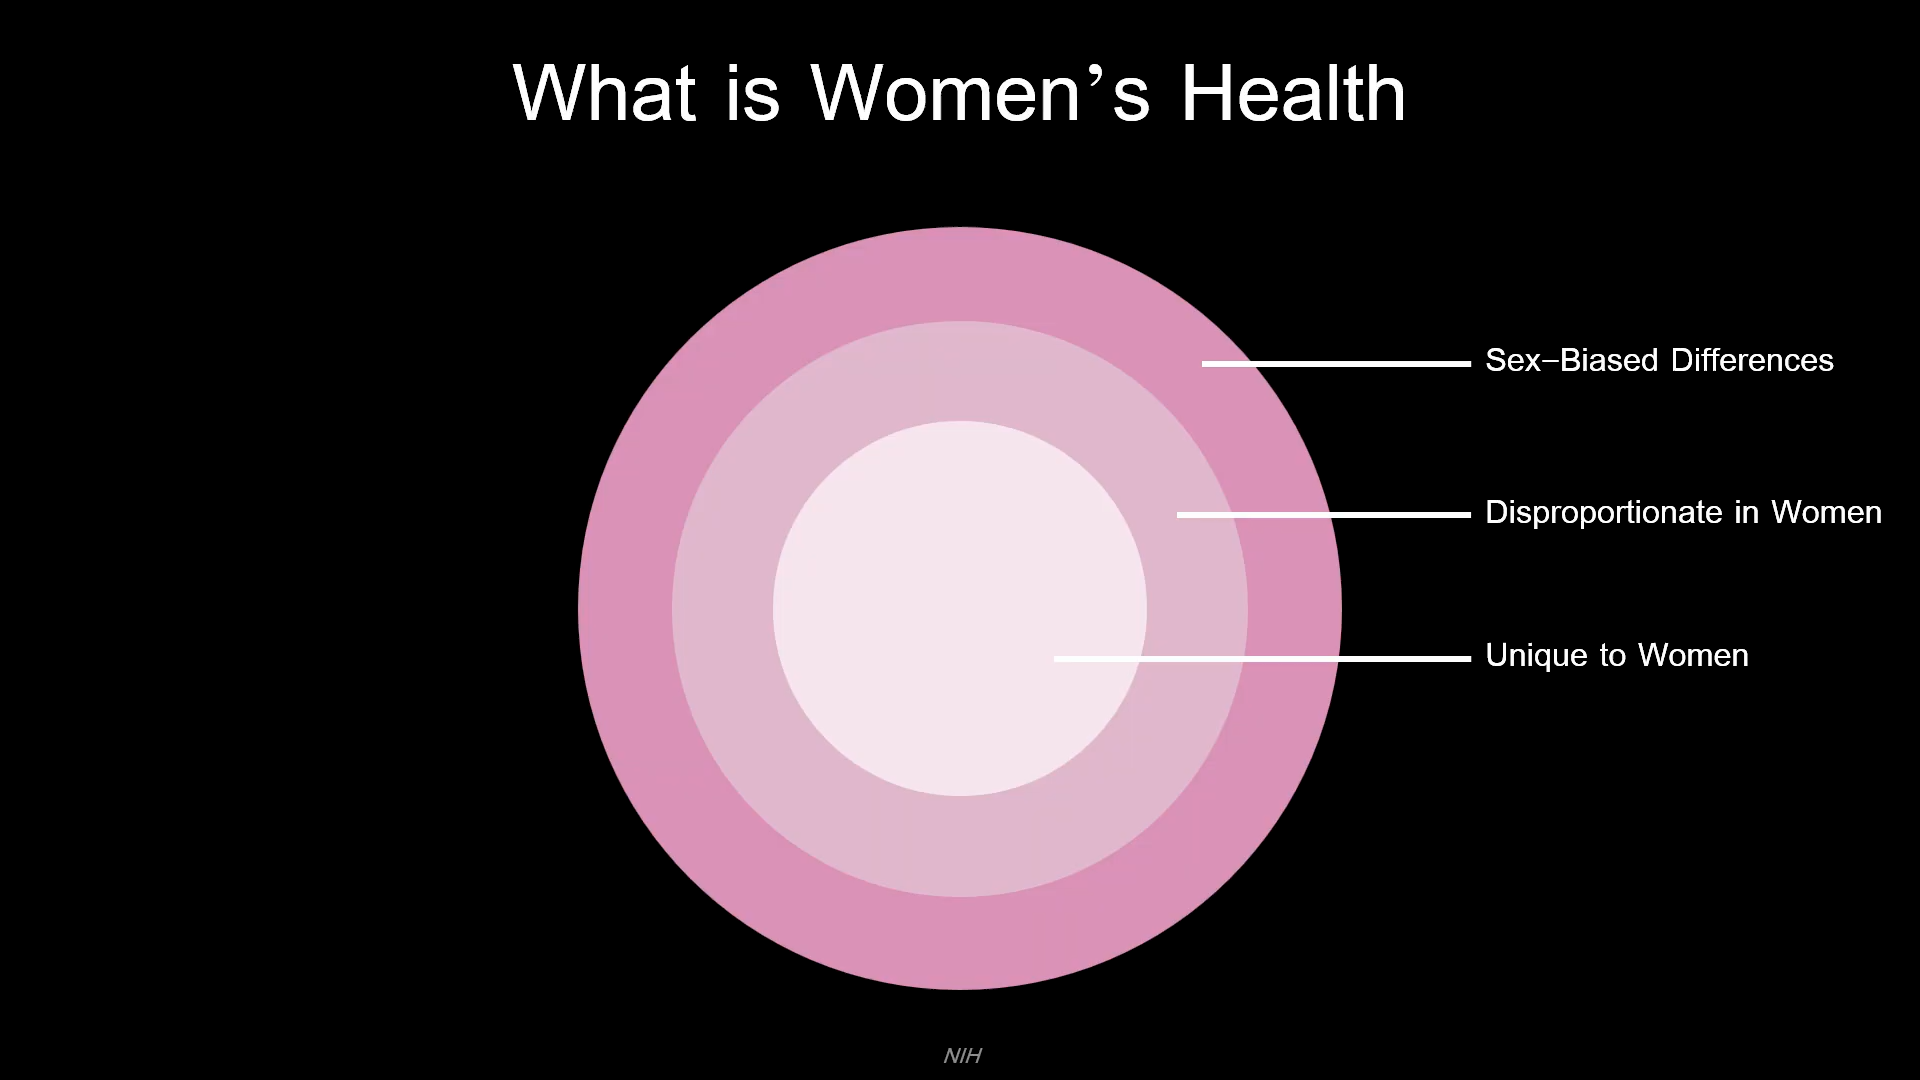 What is Women’s Health
Sex–Biased Differences
Disproportionate in Women
Unique to Women
NIH